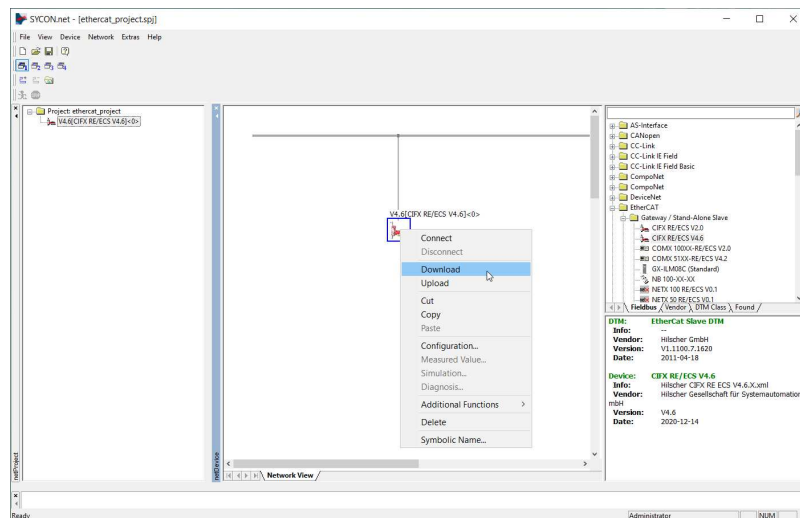 SYCON.net - [ethercat_project.spj]
File View Device Network Extras Help
Project: ethercat_project
V4.6[CIFX RE/ECS V4.6]<0>
netProject
netDevice
V4.6[CIFX RE/ECS V4.6]<0>
Connect
Disconnect
Download
Upload
Cut
Copy
Paste
Configuration...
Measured Value...
Simulation...
Diagnosis...
Additional Functions
Delete
Symbolic Name...
Network View
AS-Interface
CANopen
CC-Link
CC-Link IE Field
CC-Link IE Field Basic
CompoNet
CompoNet
DeviceNet
EtherCAT
Gateway / Stand-Alone Slave
CIFX RE/ECS V2.0
CIFX RE/ECS V4.6
COMX 100XX-RE/ECS V2.0
COMX 51XX-RE/ECS V4.2
GX-ILM08C (Standard)
NB 100-XX-XX
NETX 100 RE/ECS V0.1
NETX 50 RE/ECS V0.1
Fieldbus Vendor DTM Class Found
DTM: EtherCat Slave DTM
Info: --
Vendor: Hilscher GmbH
Version: V1.1100.7.1620
Date: 2011-04-18
Device: CIFX RE/ECS V4.6
Info: Hilscher CIFX RE ECS V4.6.X.xml
Vendor: Hilscher Gesellschaft für Systemautomation
mbH
Version: V4.6
Date: 2020-12-14
Ready
Administrator
NUM